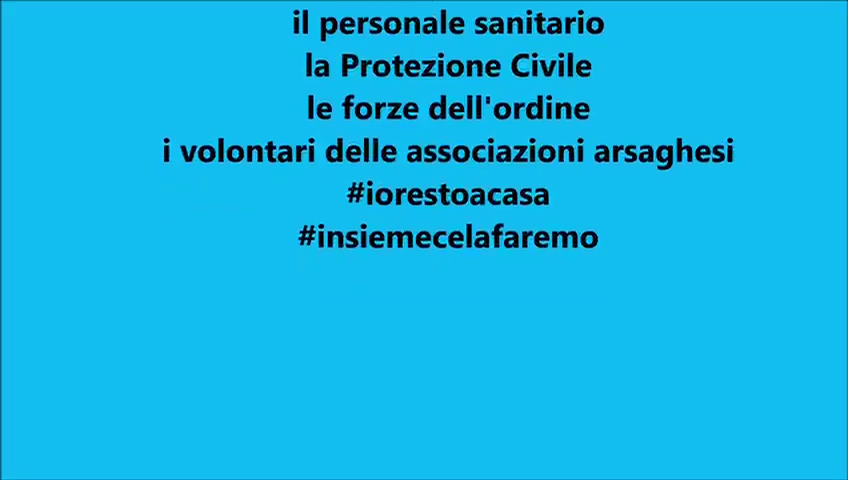 il personale sanitario
la Protezione Civile
le forze dell'ordine
i volontari delle associazioni arsaghesi
#iorestoacasa
#insiemecelafaremo